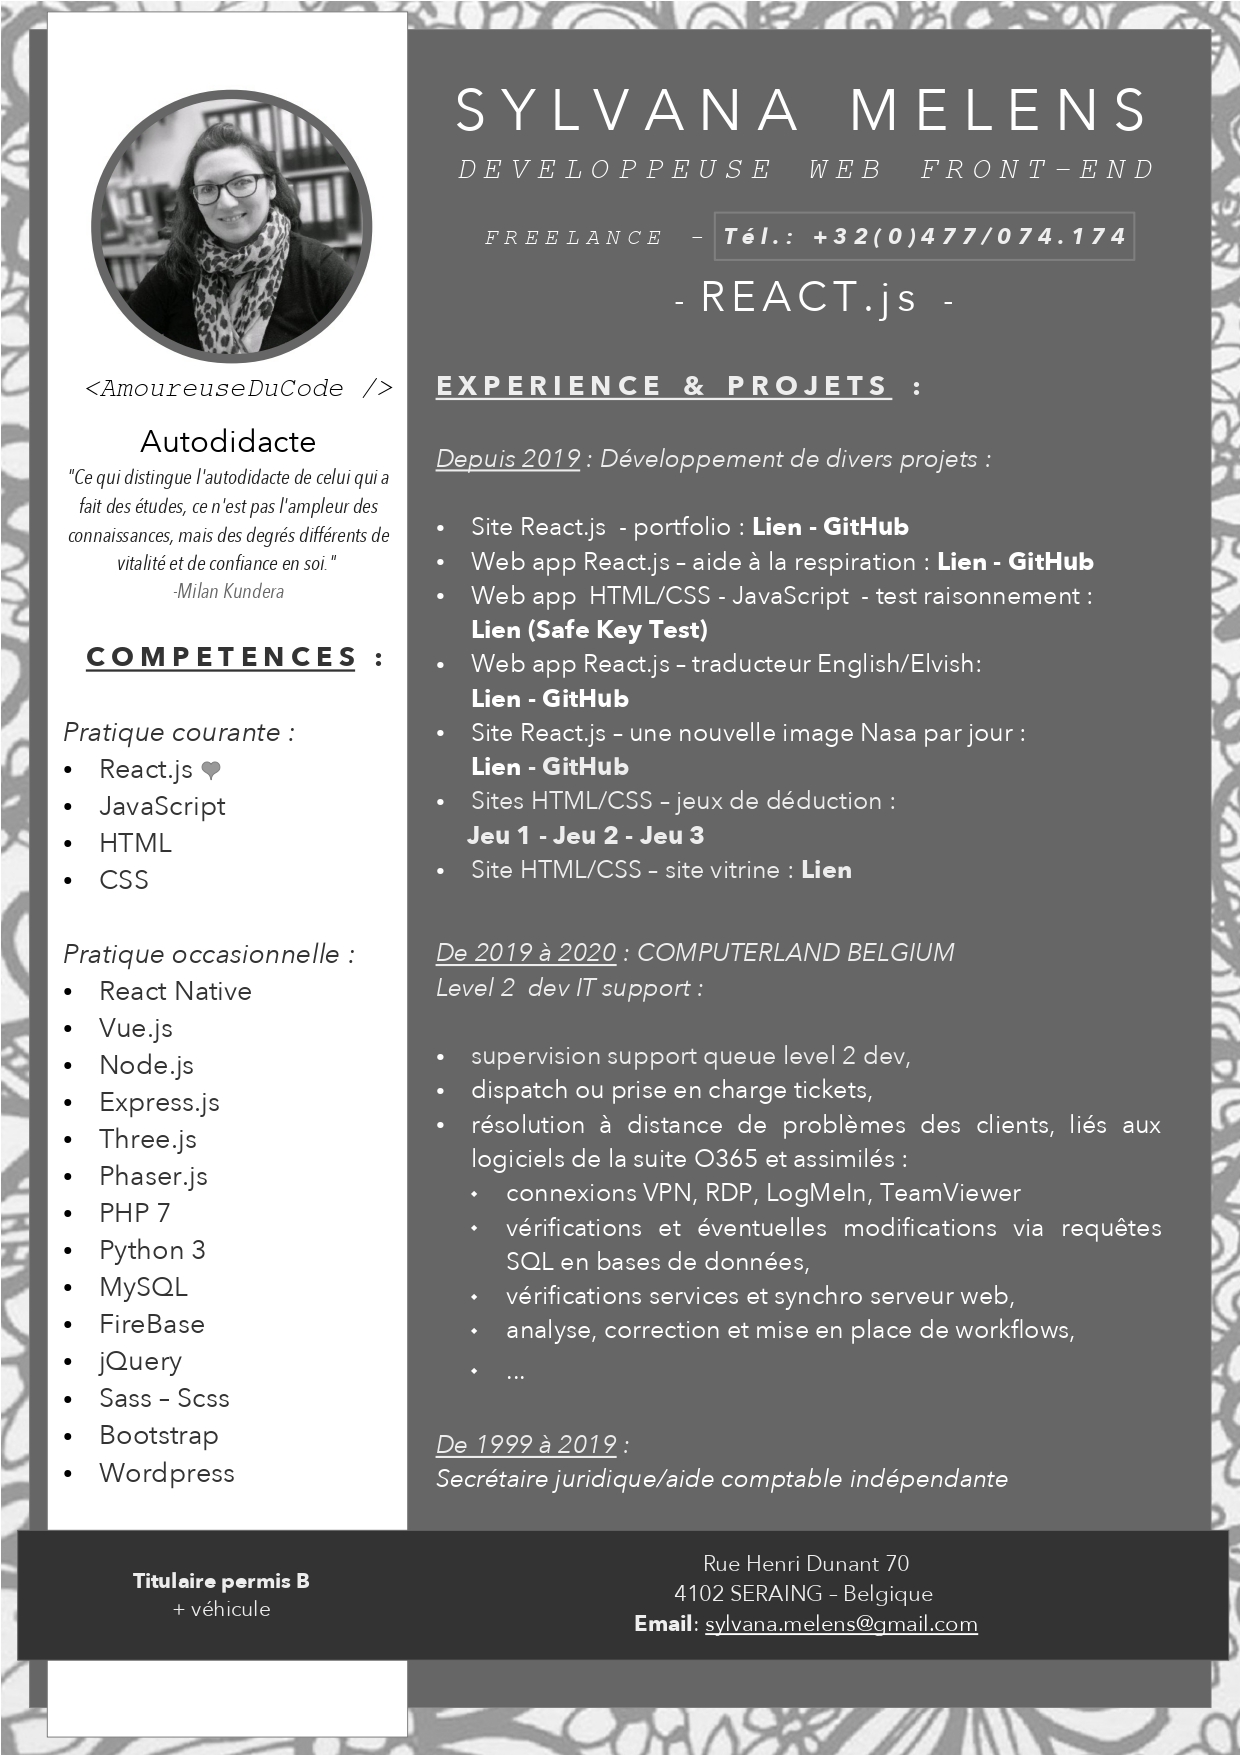 SYLVANA MELENS
DEVELOPPEUSE WEB FRONT-END
FREELANCE - Tél.: +32(0)477/074.174
- REACT.js -
<AmoureuseDuCode />
Autodidacte
"Ce qui distingue l'autodidacte de celui qui a
fait des études, ce n'est pas l'ampleur des
connaissances, mais des degrés différents de
vitalité et de confiance en soi."
-Milan Kundera
COMPETENCES :
Pratique courante :
• React.js
• JavaScript
• HTML
• CSS
Pratique occasionnelle :
• React Native
• Vue.js
• Node.js
• Express.js
• Three.js
• Phaser.js
• PHP 7
• Python 3
• MySQL
• FireBase
• jQuery
• Sass – Scss
• Bootstrap
• Wordpress
EXPERIENCE & PROJETS :
Depuis 2019 : Développement de divers projets :
• Site React.js - portfolio : Lien - GitHub
• Web app React.js – aide à la respiration : Lien - GitHub
• Web app HTML/CSS - JavaScript - test raisonnement :
Lien (Safe Key Test)
• Web app React.js – traducteur English/Elvish:
Lien - GitHub
• Site React.js – une nouvelle image Nasa par jour :
Lien - GitHub
• Sites HTML/CSS – jeux de déduction :
Jeu 1 - Jeu 2 - Jeu 3
• Site HTML/CSS – site vitrine : Lien
De 2019 à 2020 : COMPUTERLAND BELGIUM
Level 2 dev IT support :
• supervision support queue level 2 dev,
• dispatch ou prise en charge tickets,
• résolution à distance de problèmes des clients, liés aux
logiciels de la suite O365 et assimilés :
• connexions VPN, RDP, LogMeIn, TeamViewer
• vérifications et éventuelles modifications via requêtes
SQL en bases de données,
• vérifications services et synchro serveur web,
• analyse, correction et mise en place de workflows,
• ...
De 1999 à 2019 :
Secrétaire juridique/aide comptable indépendante
Titulaire permis B
+ véhicule
Rue Henri Dunant 70
4102 SERAING – Belgique
Email: sylvana.melens@gmail.com